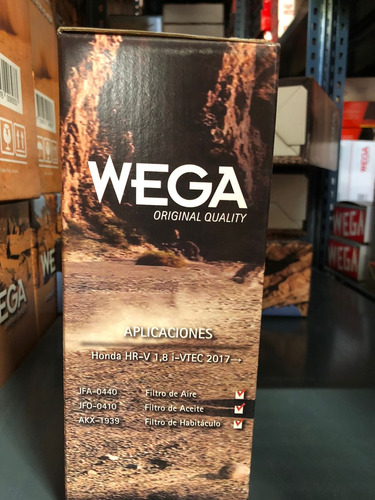 WEGA
ORIGINAL QUALITY
APLICACIONES
Honda HR-V 1,8 i-VTEC 2017→
JFA-0440 Filtro de Aire
JFO-0410 Filtro de Aceite
AKX-1939 Filtro de Habitáculo
WEGA
WEGA
WEGA